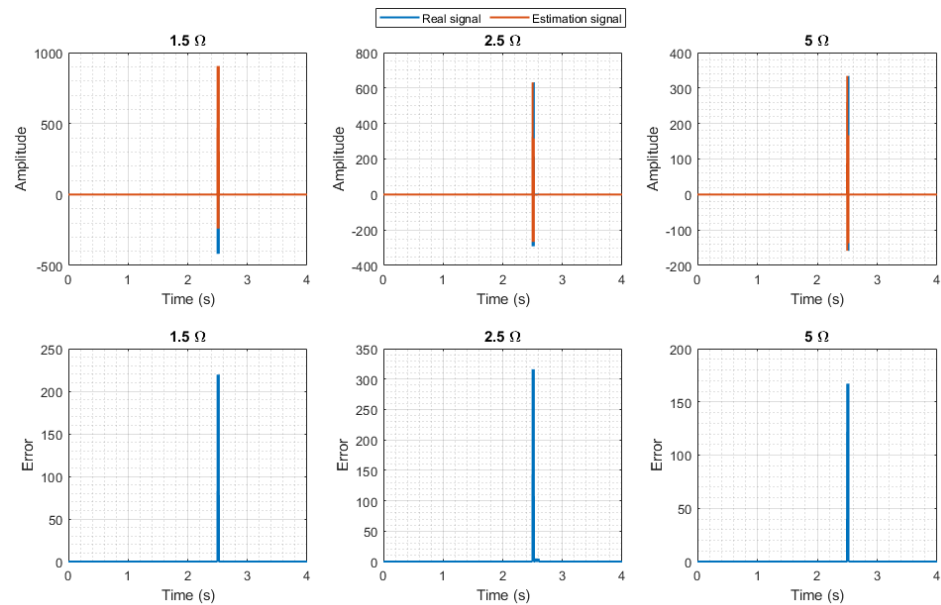 Real signal Estimation signal
1.5 Ω 2.5 Ω 5 Ω
1000 800 400
600 300
500 400 200
200 100
0 0 0
-200 -100
-500 -400 -200
0 1 2 3 4 0 1 2 3 4 0 1 2 3 4
Amplitude Amplitude Amplitude
Time (s) Time (s) Time (s)
1.5 Ω 2.5 Ω 5 Ω
250 350 200
300
200 250 150
150 200
100 150 100
100
50 50 50
0 0 0
0 1 2 3 4 0 1 2 3 4 0 1 2 3 4
Error Error Error
Time (s) Time (s) Time (s)